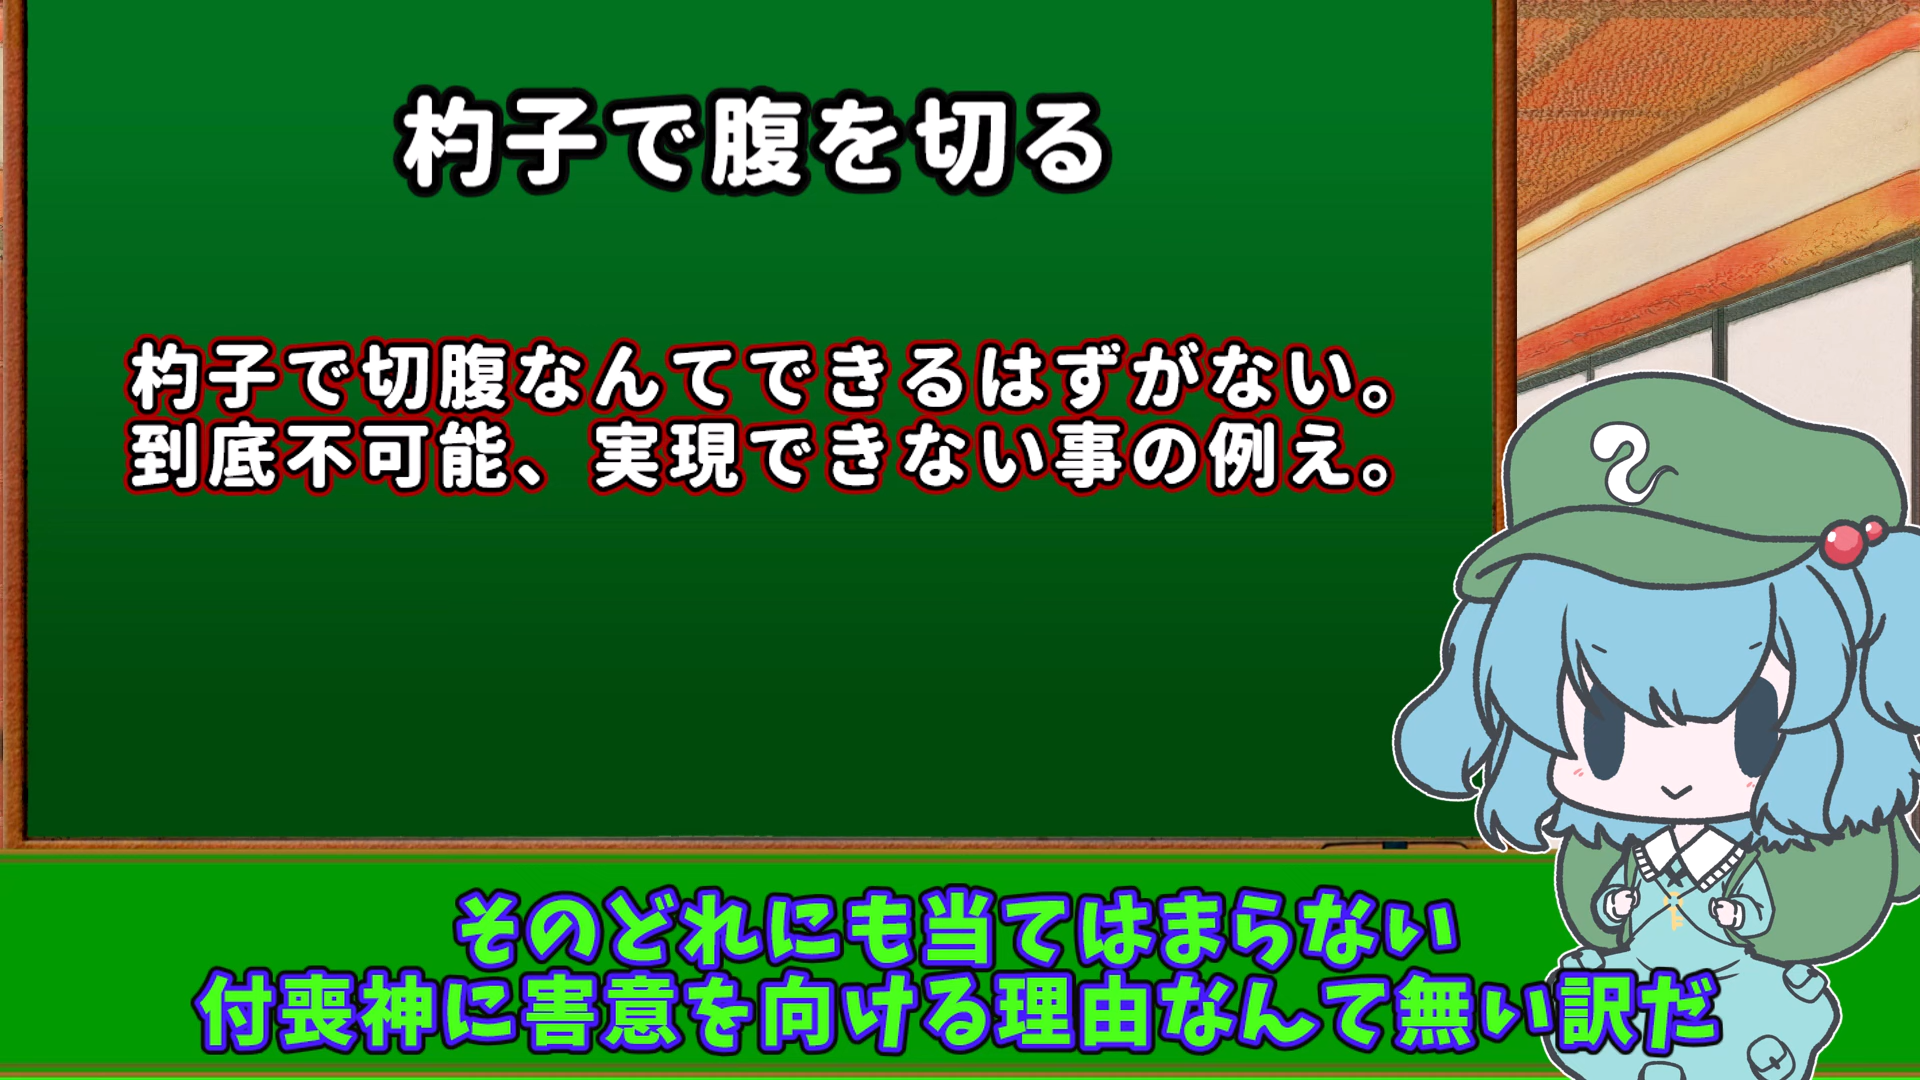 杓子で腹を切る
杓子で切腹なんてできるはずがない。
到底不可能、実現できない事の例え。
そのどれにも当てはまらない
付喪神に害意を向ける理由なんて無い訳だ